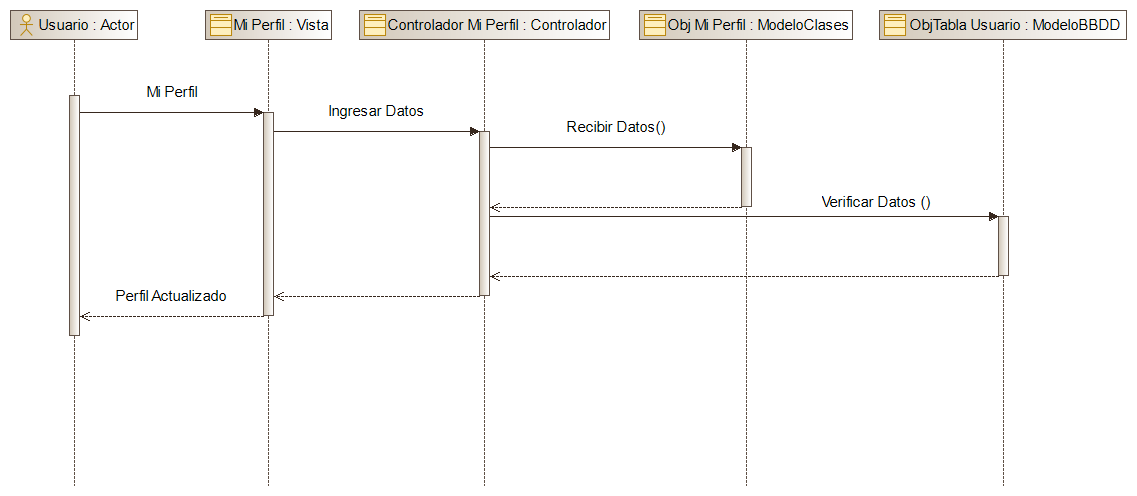 Usuario : Actor
Mi Perfil : Vista
Controlador Mi Perfil : Controlador
Obj Mi Perfil : ModeloClases
ObjTabla Usuario : ModeloBBDD
Mi Perfil
Ingresar Datos
Recibir Datos()
Verificar Datos ()
Perfil Actualizado